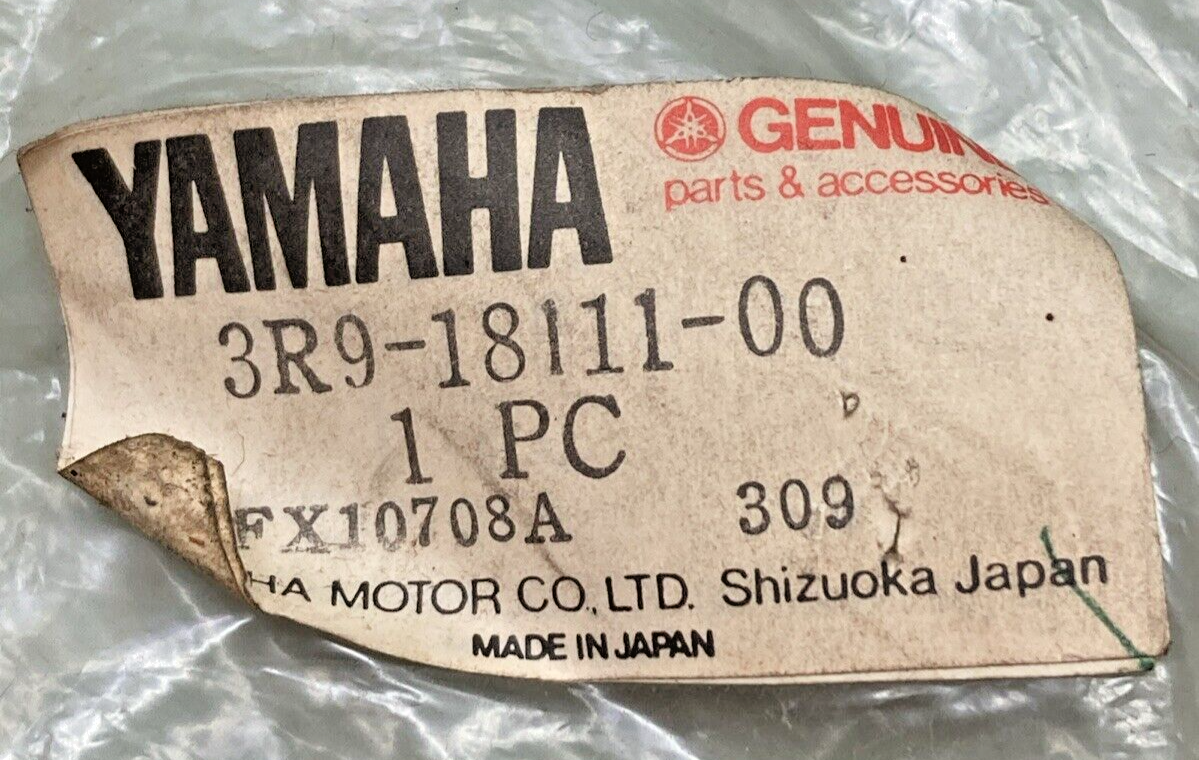 YAMAHA
GENUIN
parts & accessories
3R9-18111-00
1 PC
FX10708A 309
HA MOTOR CO., LTD. Shizuoka Japan
MADE IN JAPAN